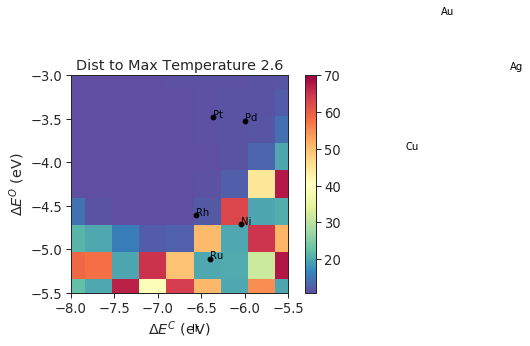 Au
Ag
Dist to Max Temperature 2.6
−3.0
−3.5
−4.0
−4.5
−5.0
−5.5
ΔE^O (eV)
Pt
Pd
Rh
Ni
Ru
70
60
50
40
30
20
Cu
−8.0 −7.5 −7.0 −6.5 −6.0 −5.5
ΔE^C (eV)